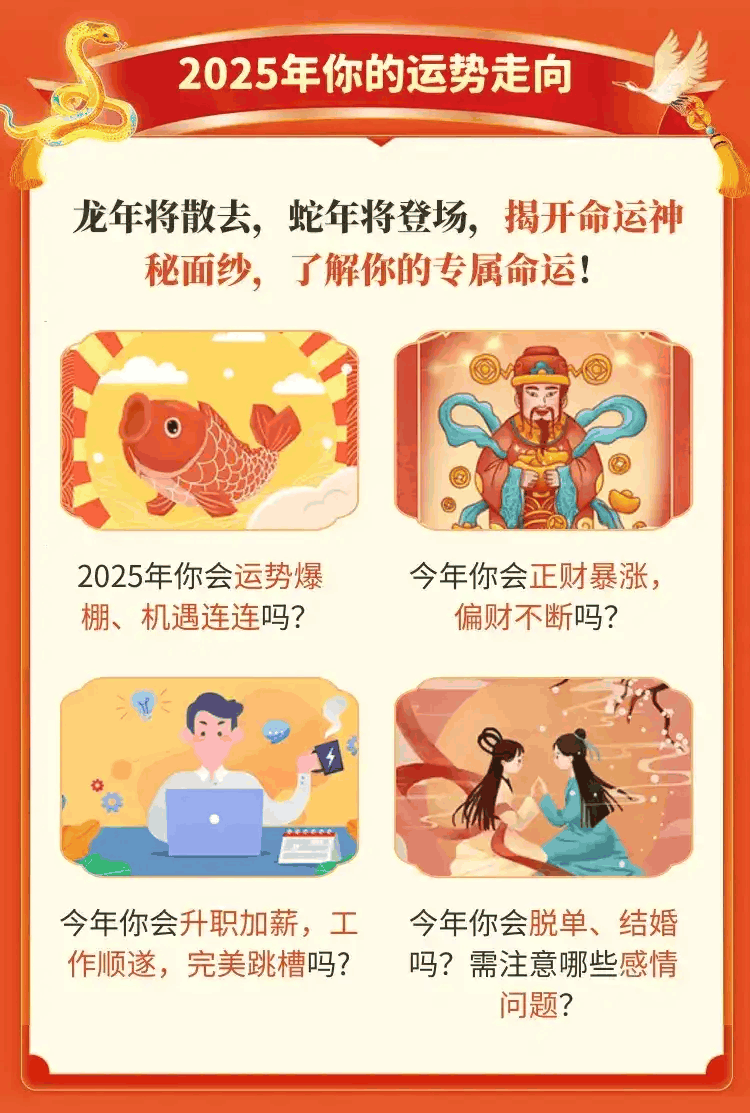 2025年你的运势走向
龙年将散去，蛇年将登场，揭开命运神
秘面纱，了解你的专属命运！
2025年你会运势爆
棚、机遇连连吗？
今年你会正财暴涨，
偏财不断吗？
今年你会升职加薪，工
作顺遂，完美跳槽吗？
今年你会脱单、结婚
吗？需注意哪些感情
问题？